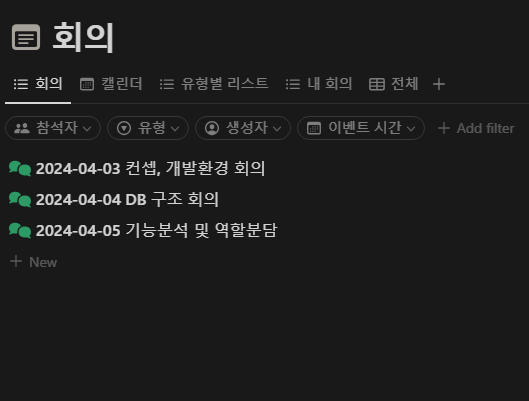 회의
회의 캘린더 유형별 리스트 내 회의 전체
참석자 유형 생성자 이벤트 시간 Add filter
2024-04-03 컨셉, 개발환경 회의
2024-04-04 DB 구조 회의
2024-04-05 기능분석 및 역할분담
New